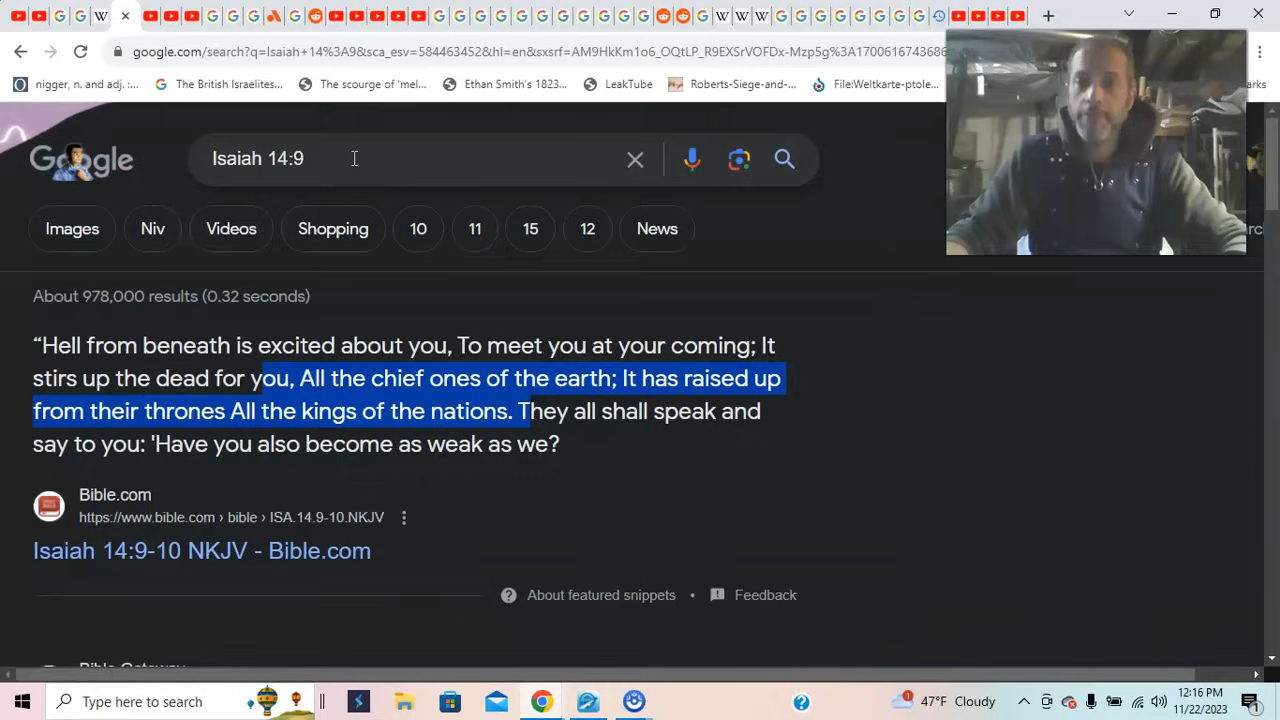 google.com/search?q=Isaiah+14%3A9&sca_esv=584463452&hl=en&sxsrf=AM9HkKm1o6_OQtLP_R9EXSrVOFDx-Mzp5g%3A1700616743686
nigger, n. and adj. :...
The British Israelites...
The scourge of 'mel...
Ethan Smith's 1823...
LeakTube
Roberts-Siege-and-...
File:Weltkarte-ptole...
arks
Google
Isaiah 14:9
Images
Niv
Videos
Shopping
10
11
15
12
News
About 978,000 results (0.32 seconds)
“Hell from beneath is excited about you, To meet you at your coming; It
stirs up the dead for you, All the chief ones of the earth; It has raised up
from their thrones All the kings of the nations. They all shall speak and
say to you: 'Have you also become as weak as we?
Bible.com
https://www.bible.com › bible › ISA.14.9-10.NKJV
Isaiah 14:9-10 NKJV - Bible.com
About featured snippets
•
Feedback
Type here to search
47°F Cloudy
12:16 PM
11/22/2023